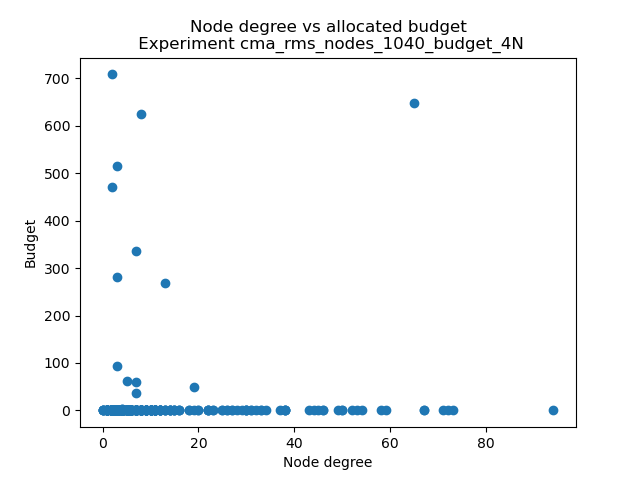 Node degree vs allocated budget
Experiment cma_rms_nodes_1040_budget_4N
700
600
500
400
300
200
100
0
Budget
0 20 40 60 80
Node degree